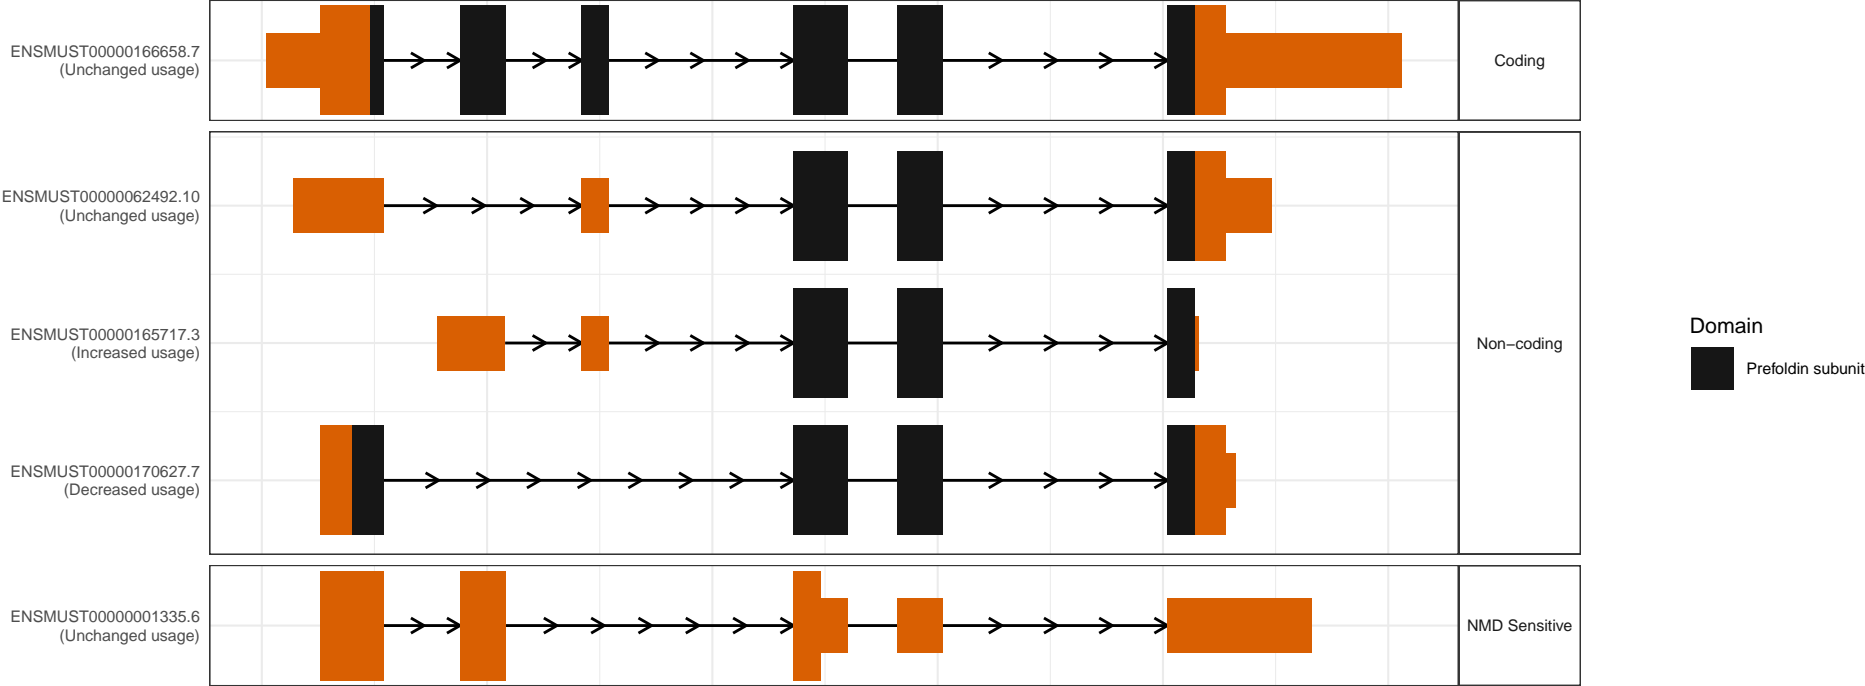 ENSMUST00000166658.7
(Unchanged usage)
Coding
ENSMUST00000062492.10
(Unchanged usage)
ENSMUST00000165717.3
(Increased usage)
Non−coding
ENSMUST00000170627.7
(Decreased usage)
ENSMUST00000001335.6
(Unchanged usage)
NMD Sensitive
Domain
Prefoldin subunit